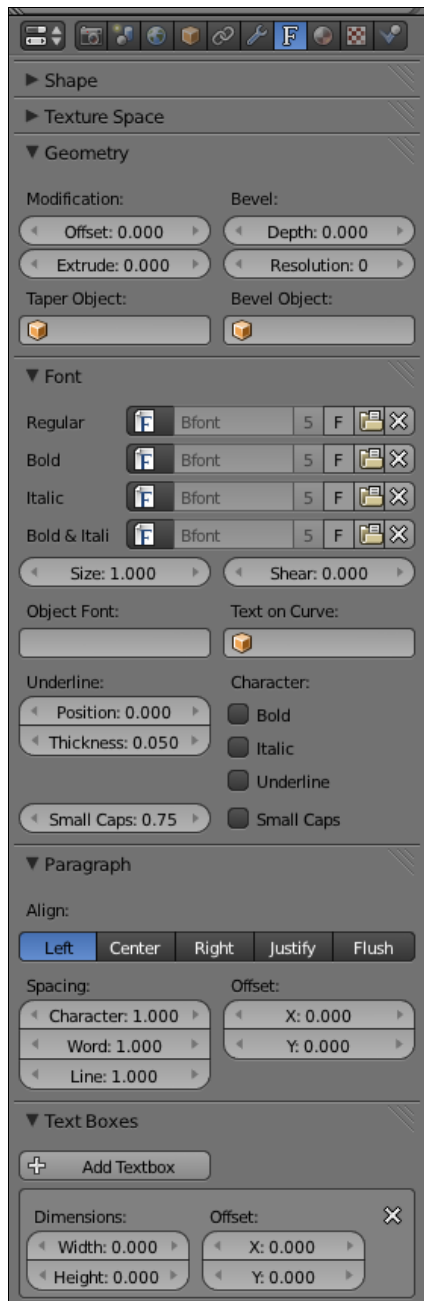 F
Shape
Texture Space
Geometry
Modification: Bevel:
Offset: 0.000 Depth: 0.000
Extrude: 0.000 Resolution: 0
Taper Object: Bevel Object:
Font
Regular F Bfont 5 F
Bold F Bfont 5 F
Italic F Bfont 5 F
Bold & Itali F Bfont 5 F
Size: 1.000 Shear: 0.000
Object Font: Text on Curve:
Underline: Character:
Position: 0.000 Bold
Thickness: 0.050 Italic
Underline
Small Caps: 0.75 Small Caps
Paragraph
Align:
Left Center Right Justify Flush
Spacing: Offset:
Character: 1.000 X: 0.000
Word: 1.000 Y: 0.000
Line: 1.000
Text Boxes
Add Textbox
Dimensions: Offset:
Width: 0.000 X: 0.000
Height: 0.000 Y: 0.000